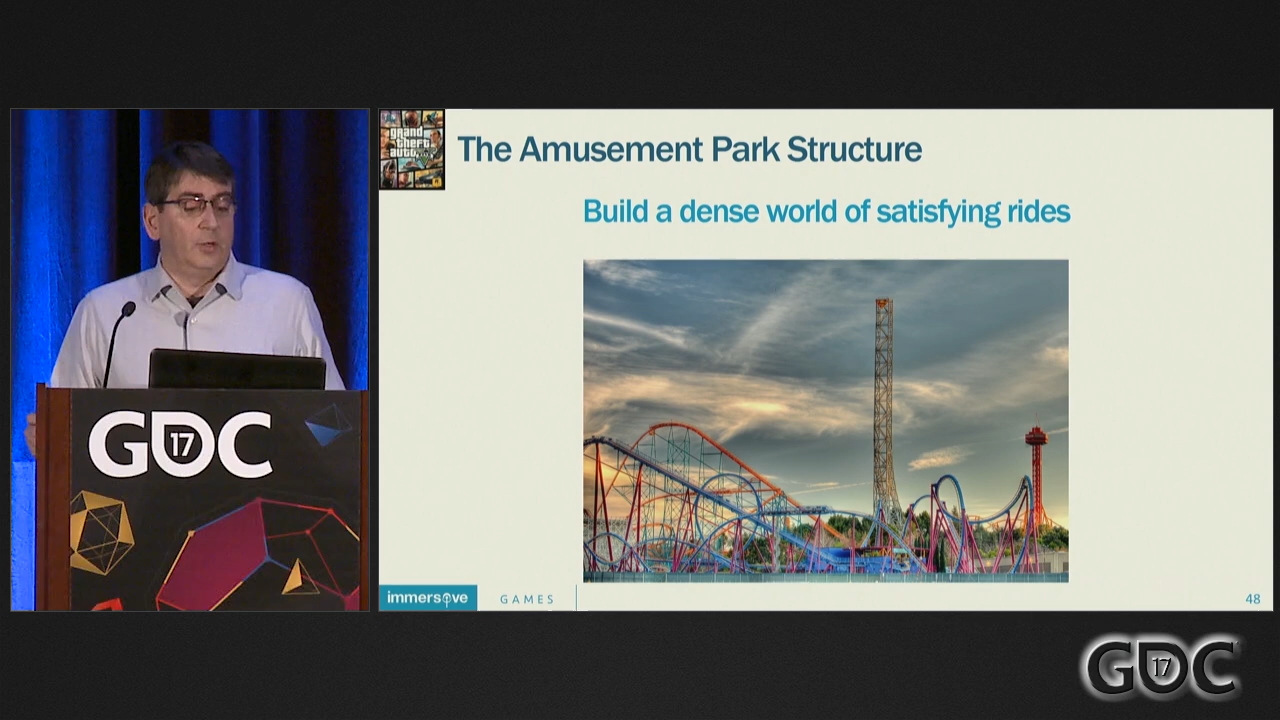 grand
theft
auto
The Amusement Park Structure
Build a dense world of satisfying rides
GDC
17
immersive
GAMES
48
GDC
17